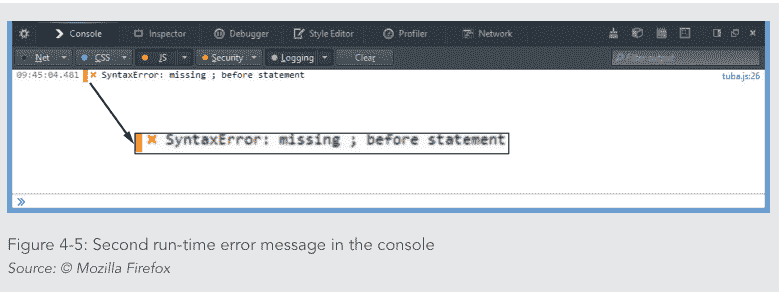 Console Inspector Debugger Style Editor Profiler Network
Net CSS JS Security Logging Clear
09:45:04.481 SyntaxError: missing ; before statement tuba.js:26
SyntaxError: missing ; before statement
»
Figure 4-5: Second run-time error message in the console
Source: © Mozilla Firefox